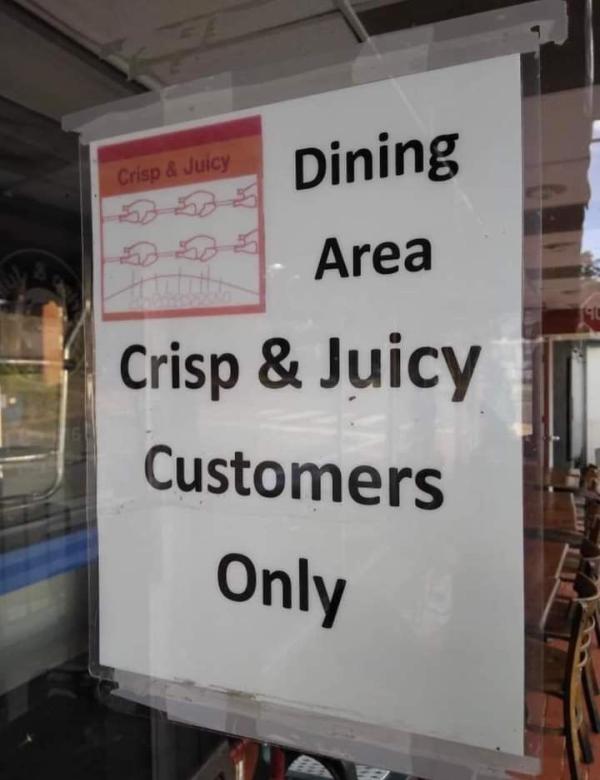 Crisp & Juicy
Dining
Area
Crisp & Juicy
Customers
Only